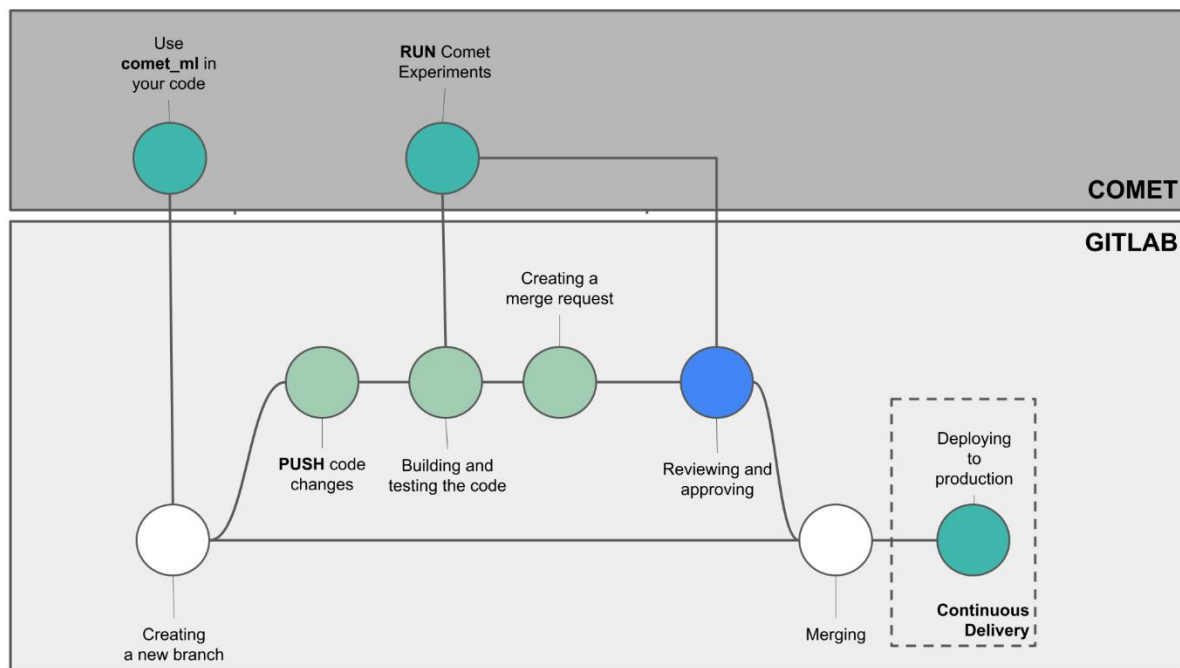 Use
comet_ml in
your code
RUN Comet
Experiments
COMET
GITLAB
Creating a
merge request
PUSH code
changes
Building and
testing the code
Reviewing and
approving
Deploying
to
production
Creating
a new branch
Merging
Continuous
Delivery